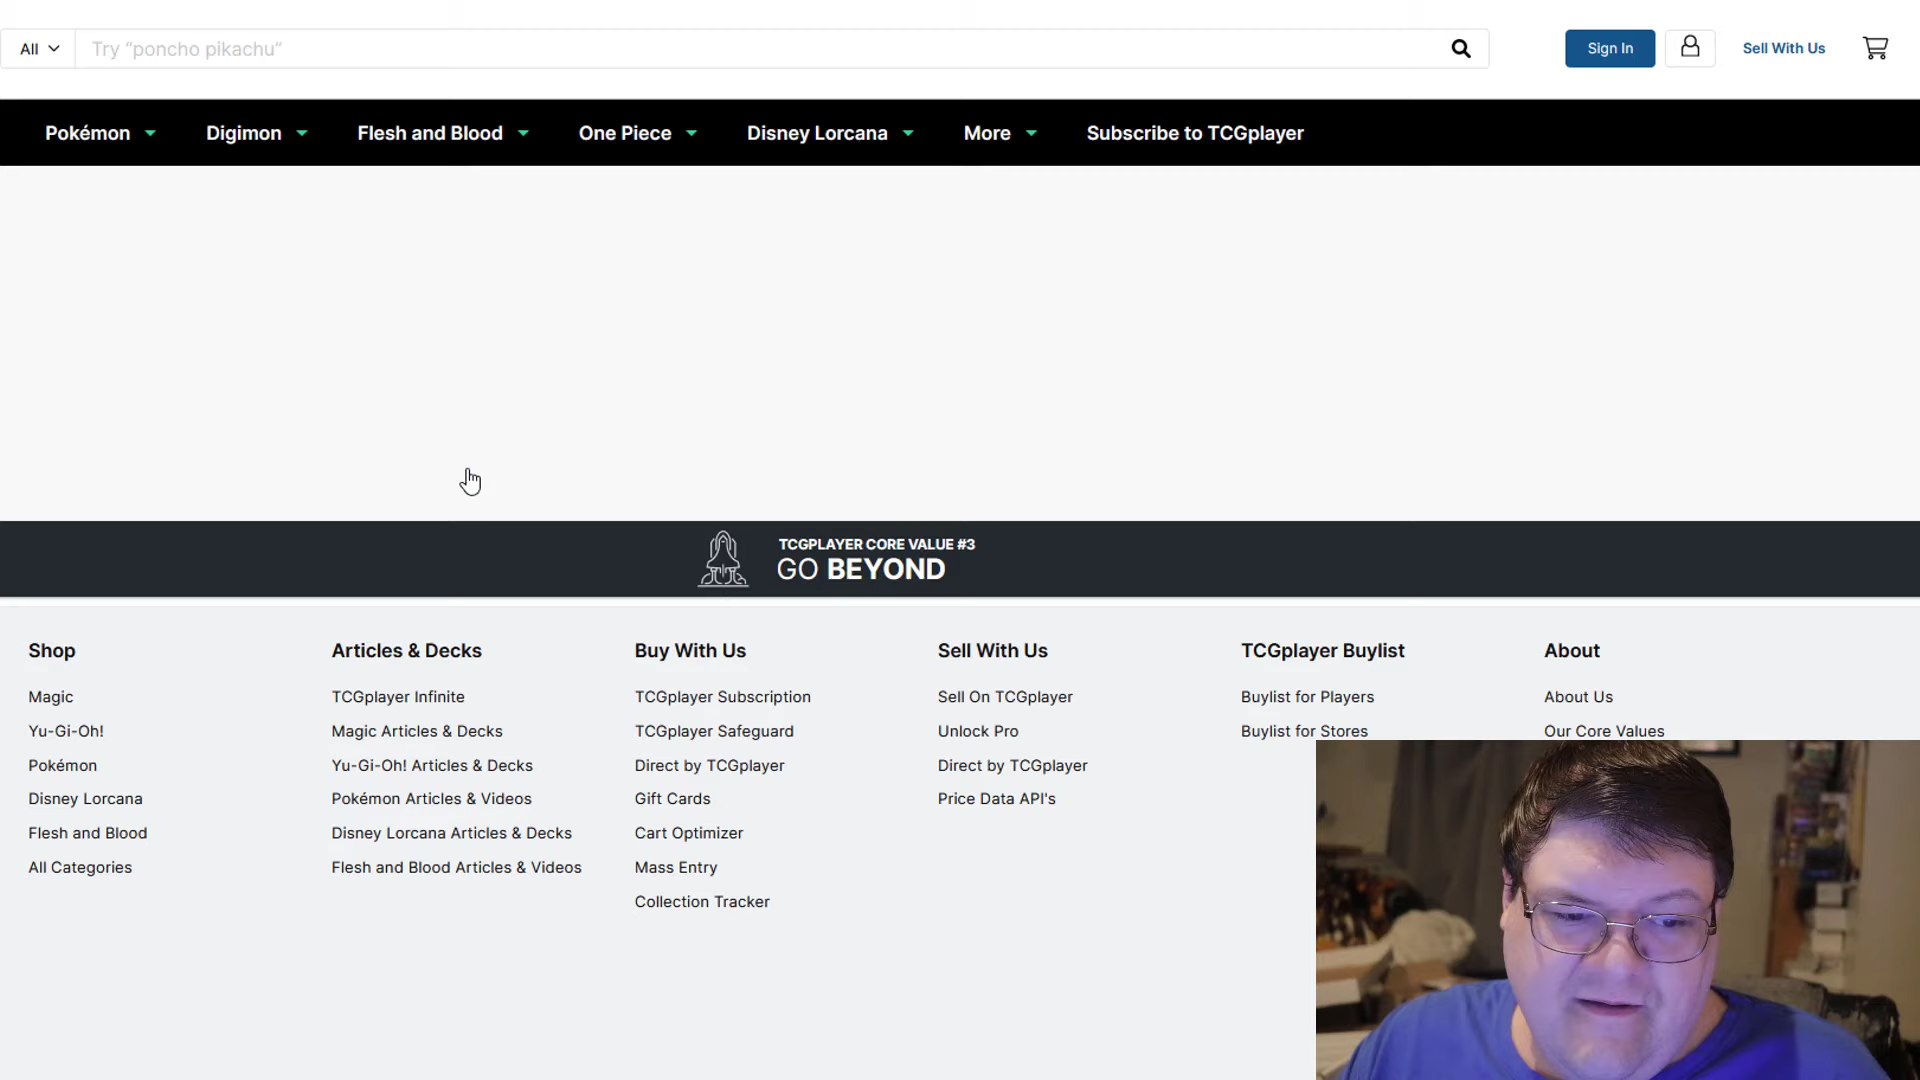 All Try “poncho pikachu” Sign In Sell With Us
Pokémon Digimon Flesh and Blood One Piece Disney Lorcana More Subscribe to TCGplayer
TCGPLAYER CORE VALUE #3
GO BEYOND
Shop
Magic
Yu-Gi-Oh!
Pokémon
Disney Lorcana
Flesh and Blood
All Categories
Articles & Decks
TCGplayer Infinite
Magic Articles & Decks
Yu-Gi-Oh! Articles & Decks
Pokémon Articles & Videos
Disney Lorcana Articles & Decks
Flesh and Blood Articles & Videos
Buy With Us
TCGplayer Subscription
TCGplayer Safeguard
Direct by TCGplayer
Gift Cards
Cart Optimizer
Mass Entry
Collection Tracker
Sell With Us
Sell On TCGplayer
Unlock Pro
Direct by TCGplayer
Price Data API's
TCGplayer Buylist
Buylist for Players
Buylist for Stores
About
About Us
Our Core Values